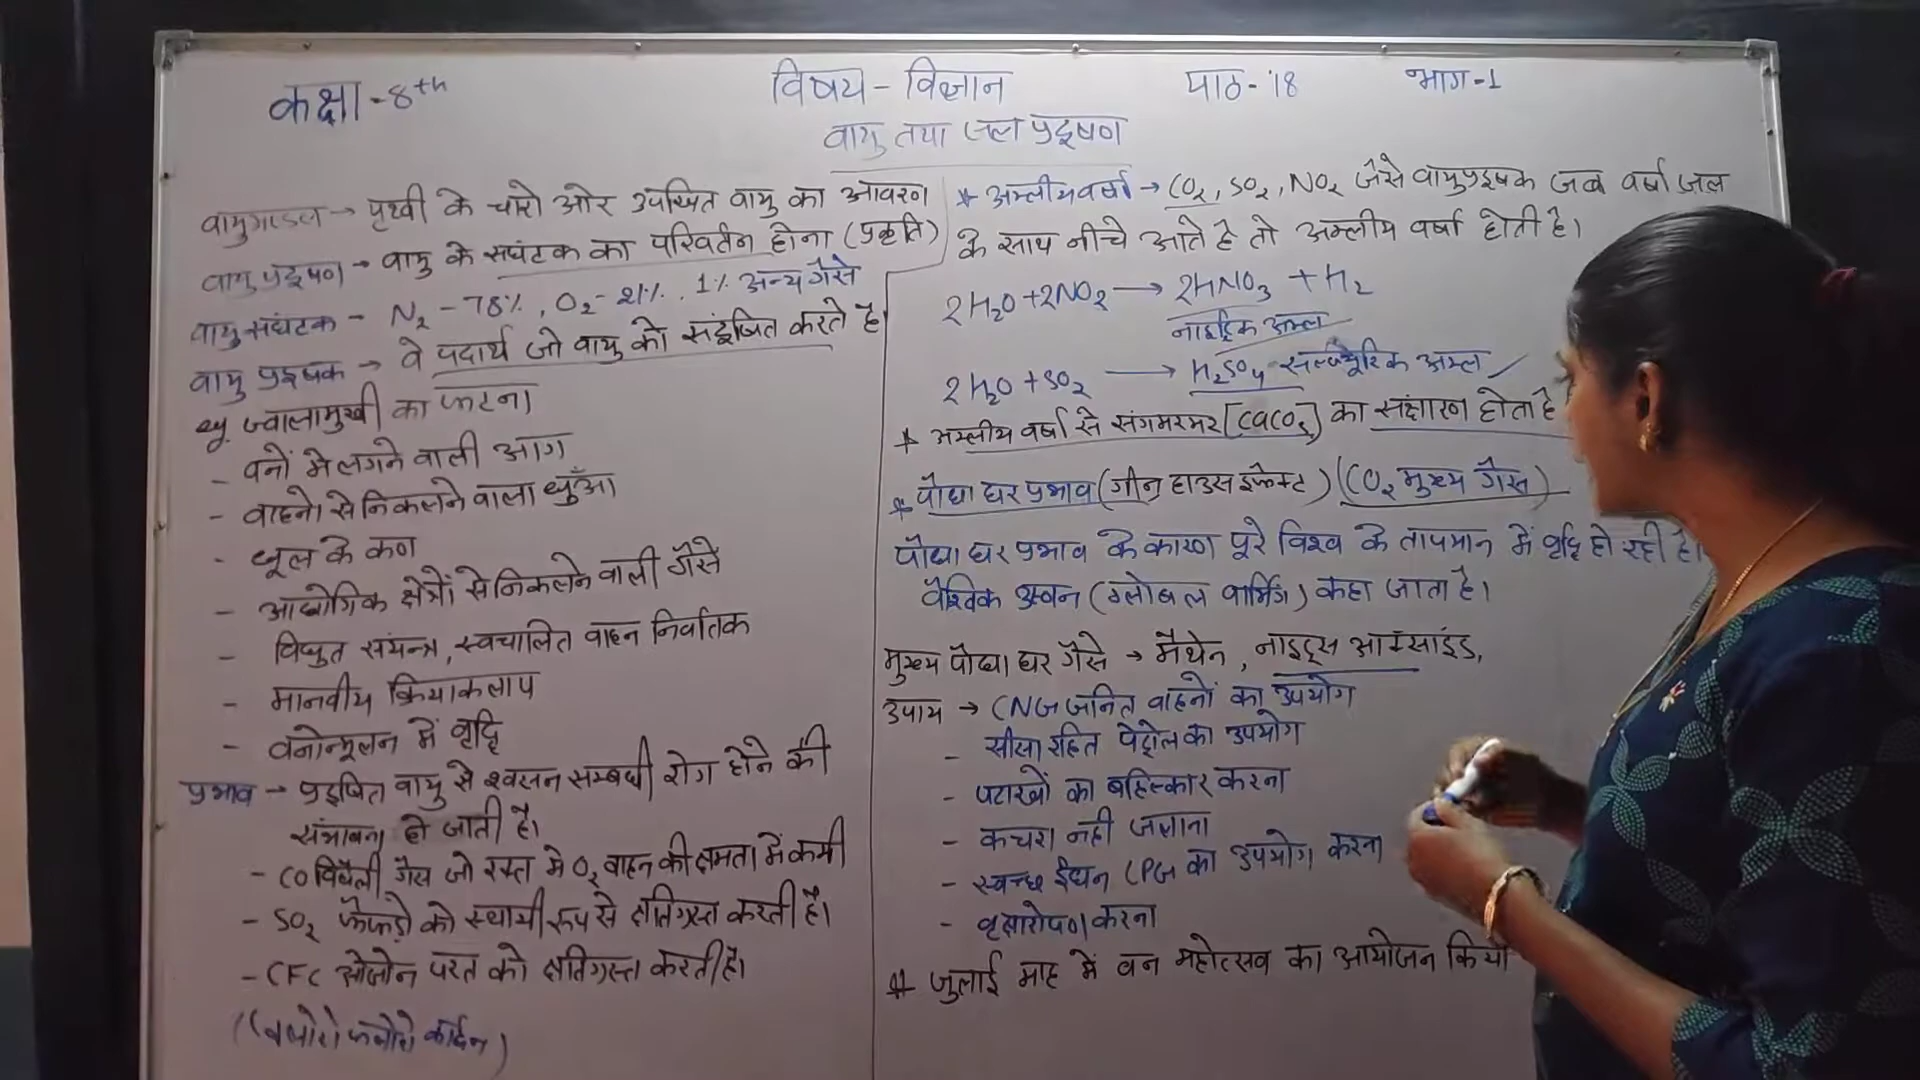 कक्षा - 8th
विषय - विज्ञान
पाठ - 18
भाग - 1
वायु तथा जल प्रदूषण
वायुमण्डल → पृथ्वी के चारो ओर उपस्थित वायु का आवरण
वायु प्रदूषण → वायु के सघंटक का परिवर्तन होना (प्रकृति)
वायु संघटक - N2 - 78%, O2 - 21%, 1% अन्य गैसे
वायु प्रदूषक → वे पदार्थ जो वायु को संदूषित करते है।
ज्वालामुखी का फटना
- वनों मे लगने वाली आग
- वाहनो से निकलने वाला धुँआ
- धूल के कण
- औद्योगिक क्षेत्रों से निकलने वाली गैसे
- विधुत संयन्त्र, स्वचालित वाहन निर्वातक
- मानवीय क्रियाकलाप
- वनोन्मूलन में वृद्धि
प्रभाव → प्रदूषित वायु से श्वसन सम्बधी रोग होने की
संभावना हो जाती है।
- CO विषैली गैस जो रक्त मे O2 वाहन की क्षमता में कमी
- SO2 फेफड़ो को स्थायी रूप से क्षतिग्रस्त करती है।
- CFC ओजोन परत को क्षतिग्रस्त करती है।
* अम्लीय वर्षा → CO2, SO2, NO2 जैसे वायु प्रदूषक जब वर्षा जल
के साथ नीचे आते है तो अम्लीय वर्षा होती है।
2H2O + 2NO2 → 2HNO3 + H2
नाइट्रिक अम्ल
2H2O + SO2 → H2SO4 सल्फ्यूरिक अम्ल
* अम्लीय वर्षा से संगमरमर [CaCO3] का संक्षारण होता है
* पौधा घर प्रभाव (ग्रीन हाउस इफेक्ट) (CO2 मुख्य गैस)
पौधा घर प्रभाव के कारण पूरे विश्व के तापमान में वृद्धि हो रही है।
वैश्विक उष्वन (ग्लोबल वार्मिंग) कहा जाता है।
मुख्य पौधा घर गैसे → मैथेन, नाइट्रस ऑक्साइड,
उपाय → CNG जनित वाहनों का उपयोग
- सीसा रहित पेट्रोल का उपयोग
- पटाखों का बहिष्कार करना
- कचरा नही जलाना
- स्वच्छ ईंधन LPG का उपयोग करना
- वृक्षारोपण करना
* जुलाई माह में वन महोत्सव का आयोजन किया